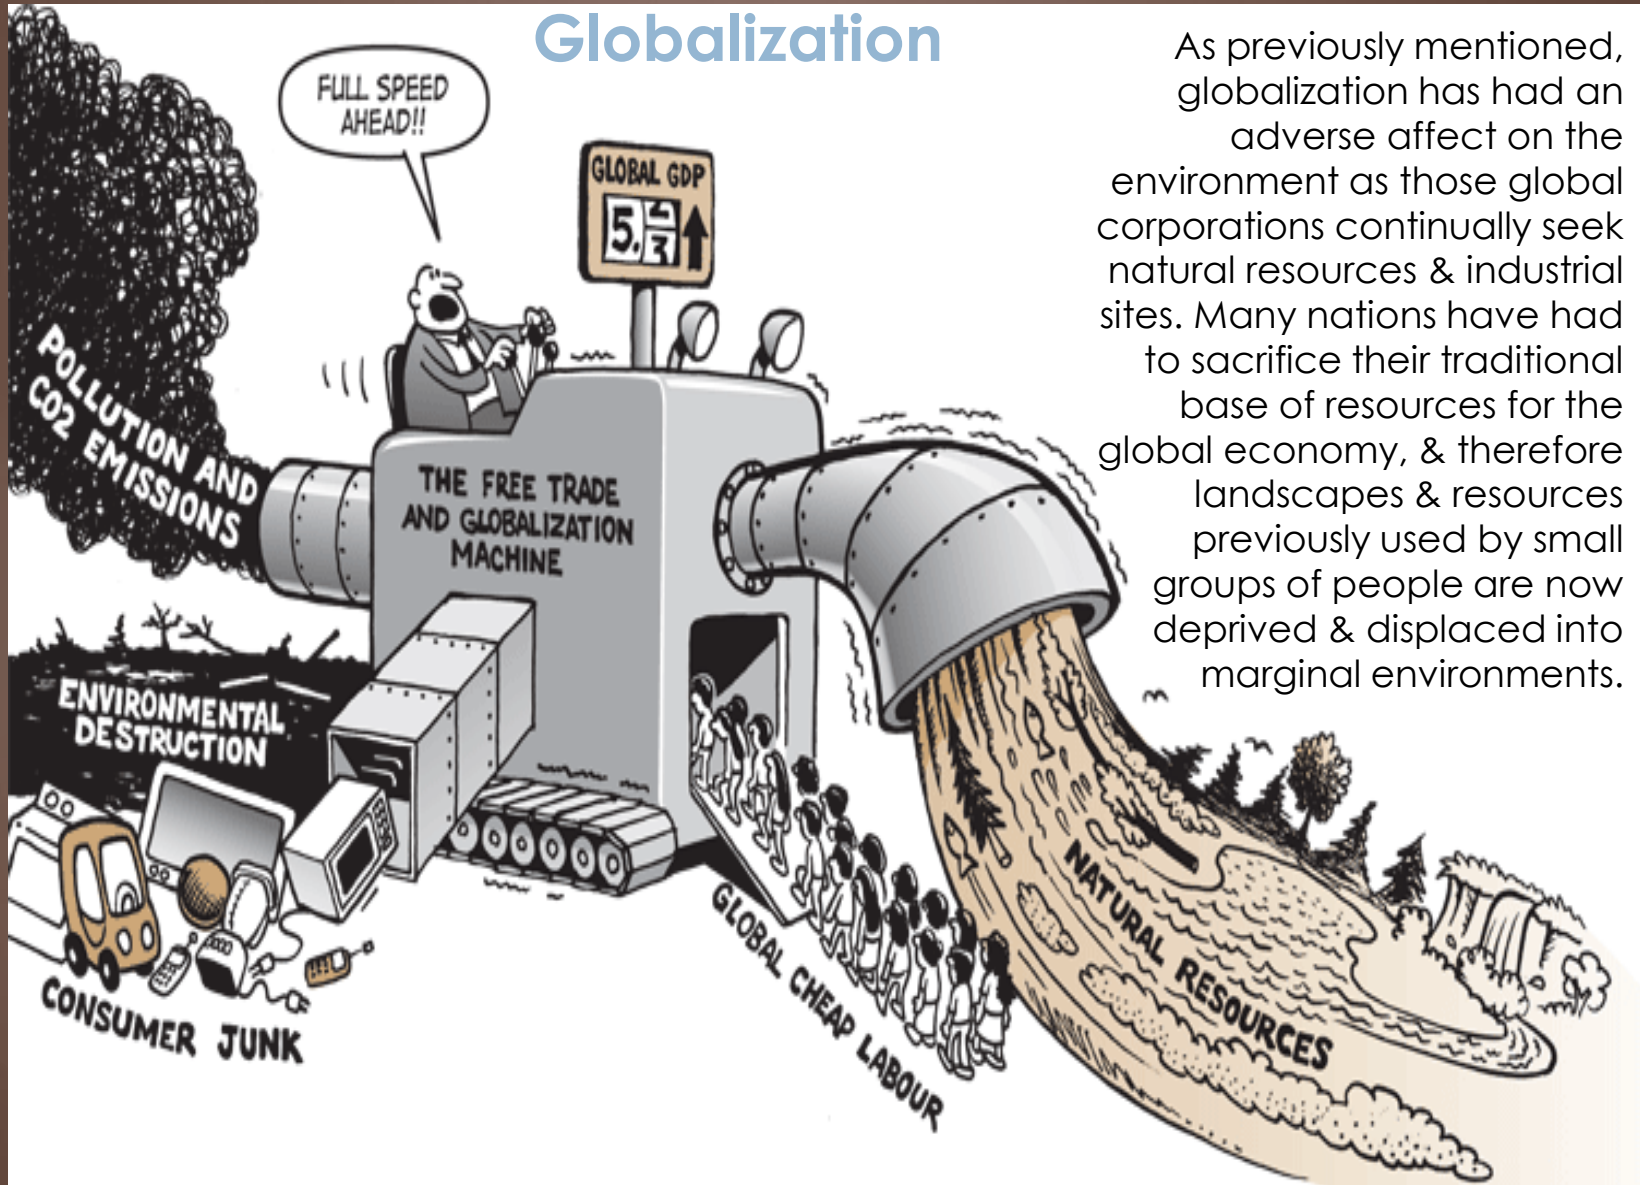 Globalization
As previously mentioned,
globalization has had an
adverse affect on the
environment as those global
corporations continually seek
natural resources & industrial
sites. Many nations have had
to sacrifice their traditional
base of resources for the
global economy, & therefore
landscapes & resources
previously used by small
groups of people are now
deprived & displaced into
marginal environments.
FULL SPEED
AHEAD!!
GLOBAL GDP
5.2
3
POLLUTION AND
CO2 EMISSIONS
THE FREE TRADE
AND GLOBALIZATION
MACHINE
ENVIRONMENTAL
DESTRUCTION
CONSUMER JUNK
GLOBAL CHEAP LABOUR
NATURAL RESOURCES